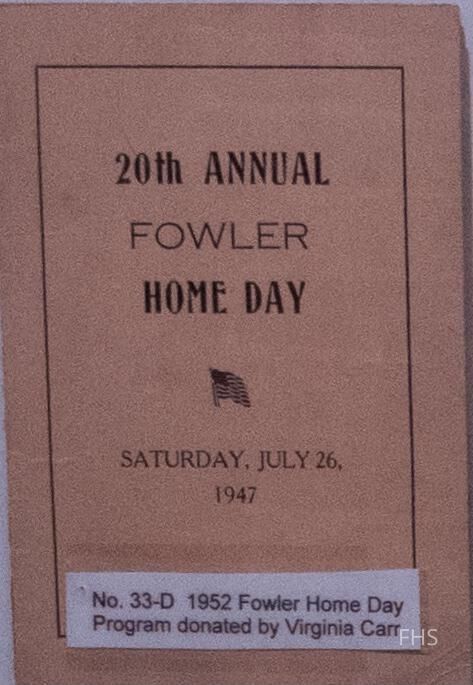 20th ANNUAL
FOWLER
HOME DAY
SATURDAY, JULY 26,
1947
No. 33-D 1952 Fowler Home Day
Program donated by Virginia Carr
FHS